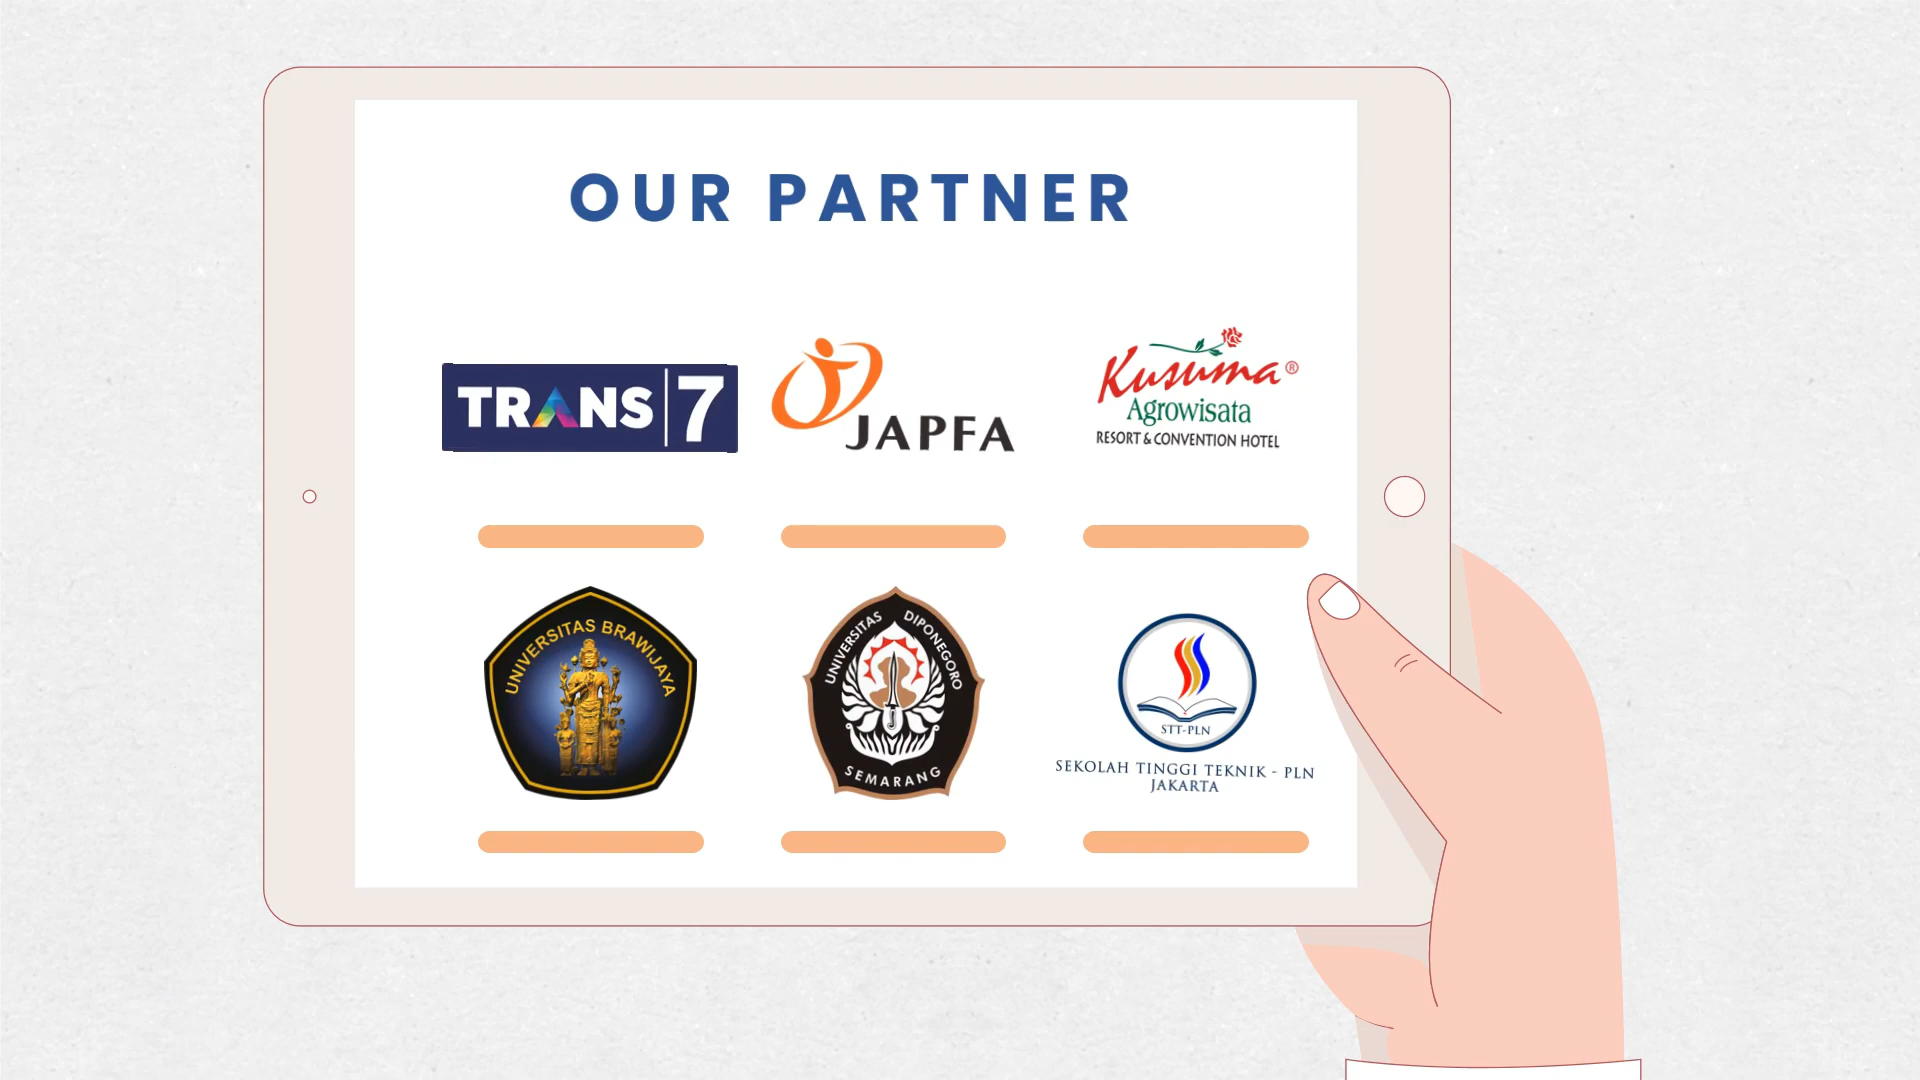 OUR PARTNER
TRANS|7
JAPFA
Kusuma®
Agrowisata
RESORT & CONVENTION HOTEL
UNIVERSITAS BRAWIJAYA
UNIVERSITAS DIPONEGORO
SEMARANG
STT-PLN
SEKOLAH TINGGI TEKNIK - PLN
JAKARTA